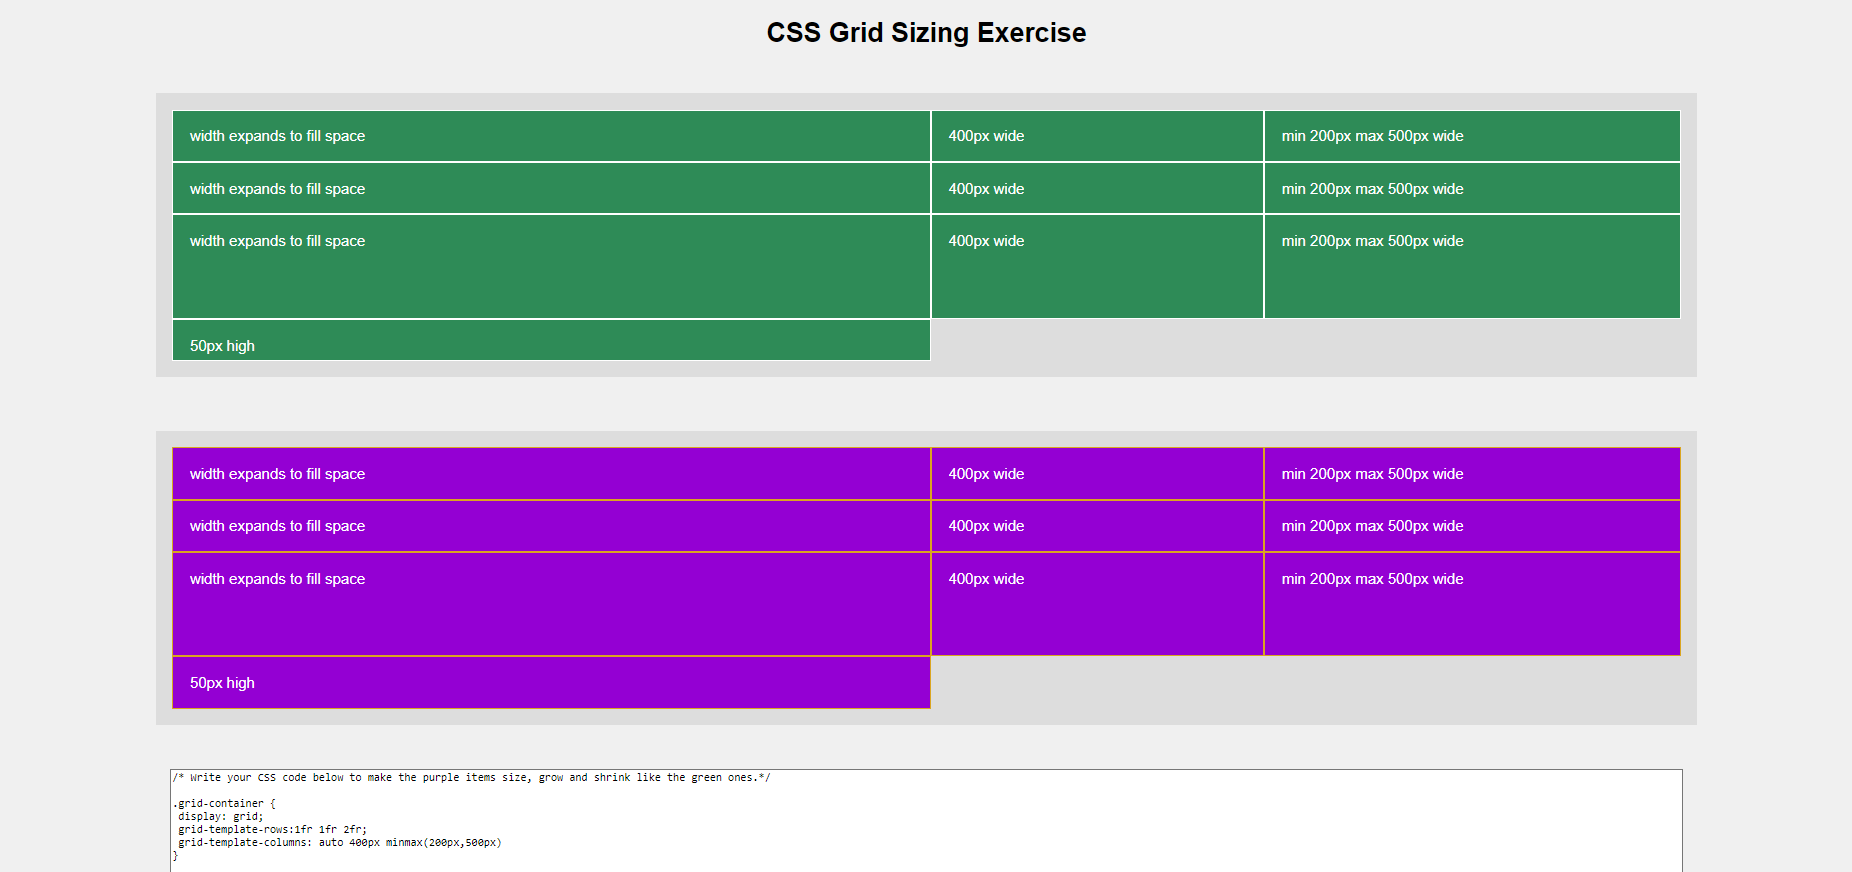 CSS Grid Sizing Exercise
width expands to fill space 400px wide min 200px max 500px wide
width expands to fill space 400px wide min 200px max 500px wide
width expands to fill space 400px wide min 200px max 500px wide
50px high
width expands to fill space 400px wide min 200px max 500px wide
width expands to fill space 400px wide min 200px max 500px wide
width expands to fill space 400px wide min 200px max 500px wide
50px high
/* Write your CSS code below to make the purple items size, grow and shrink like the green ones.*/
.grid-container {
display: grid;
grid-template-rows:1fr 1fr 2fr;
grid-template-columns: auto 400px minmax(200px,500px)
}